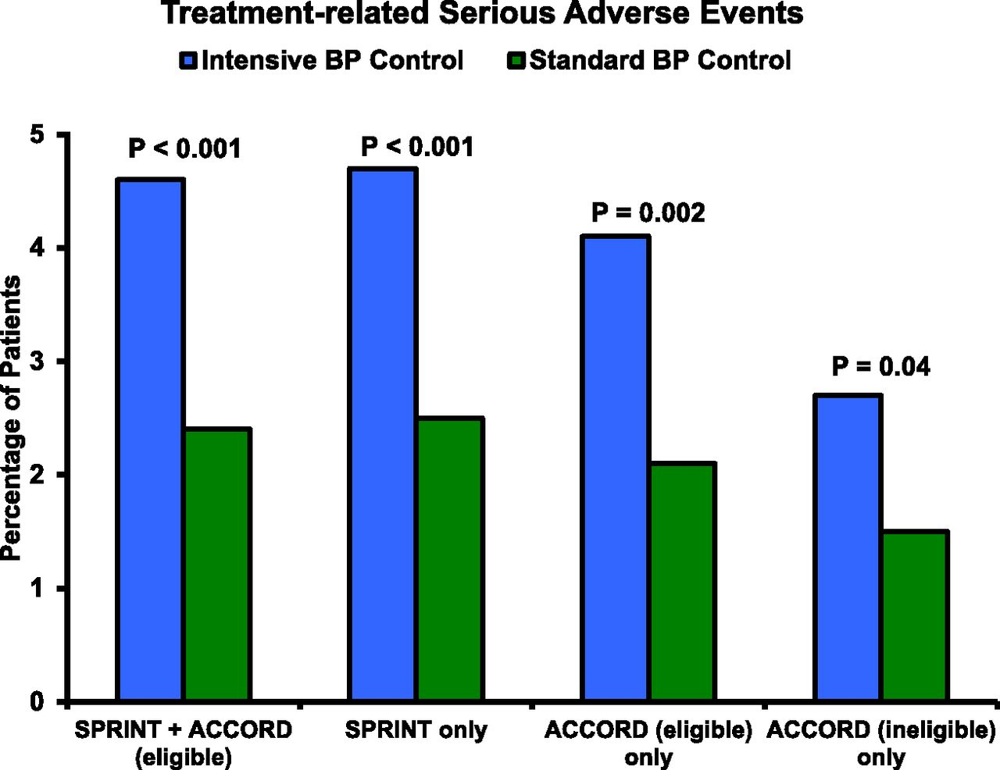 Treatment-related Serious Adverse Events
Intensive BP Control Standard BP Control
Percentage of Patients
5
4
3
2
1
0
P < 0.001
P < 0.001
P = 0.002
P = 0.04
SPRINT + ACCORD
(eligible)
SPRINT only
ACCORD (eligible)
only
ACCORD (ineligible)
only